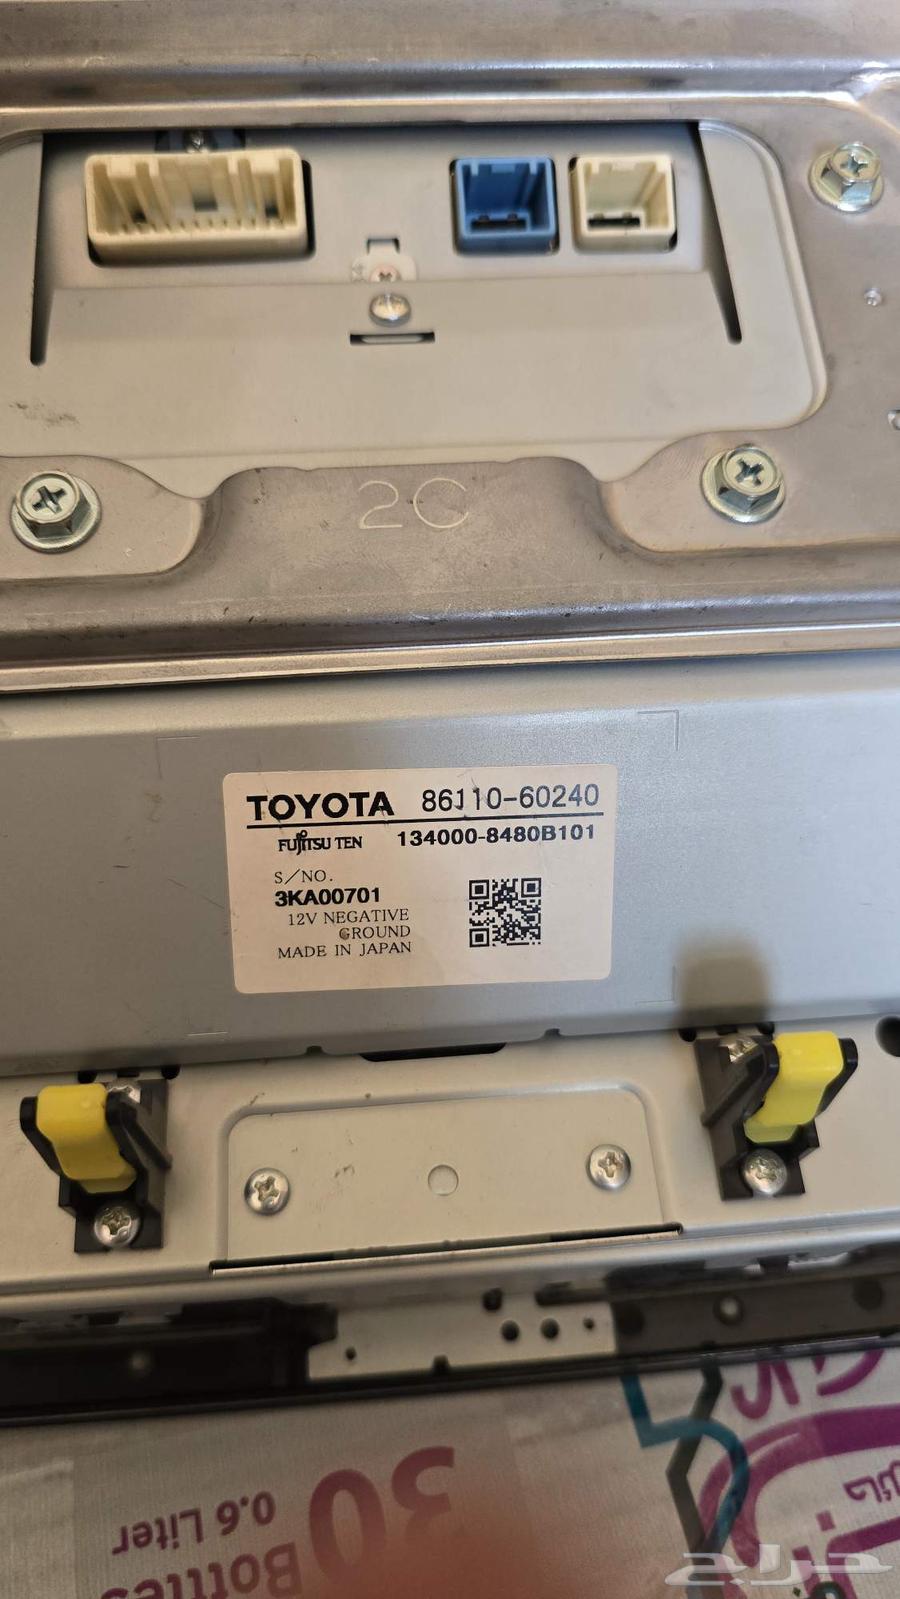 2C
TOYOTA 86110-60240
FUJITSU TEN 134000-8480B101
S/NO.
3KA00701
12V NEGATIVE
GROUND
MADE IN JAPAN
30
0.6 Liter
Bottles
حراج